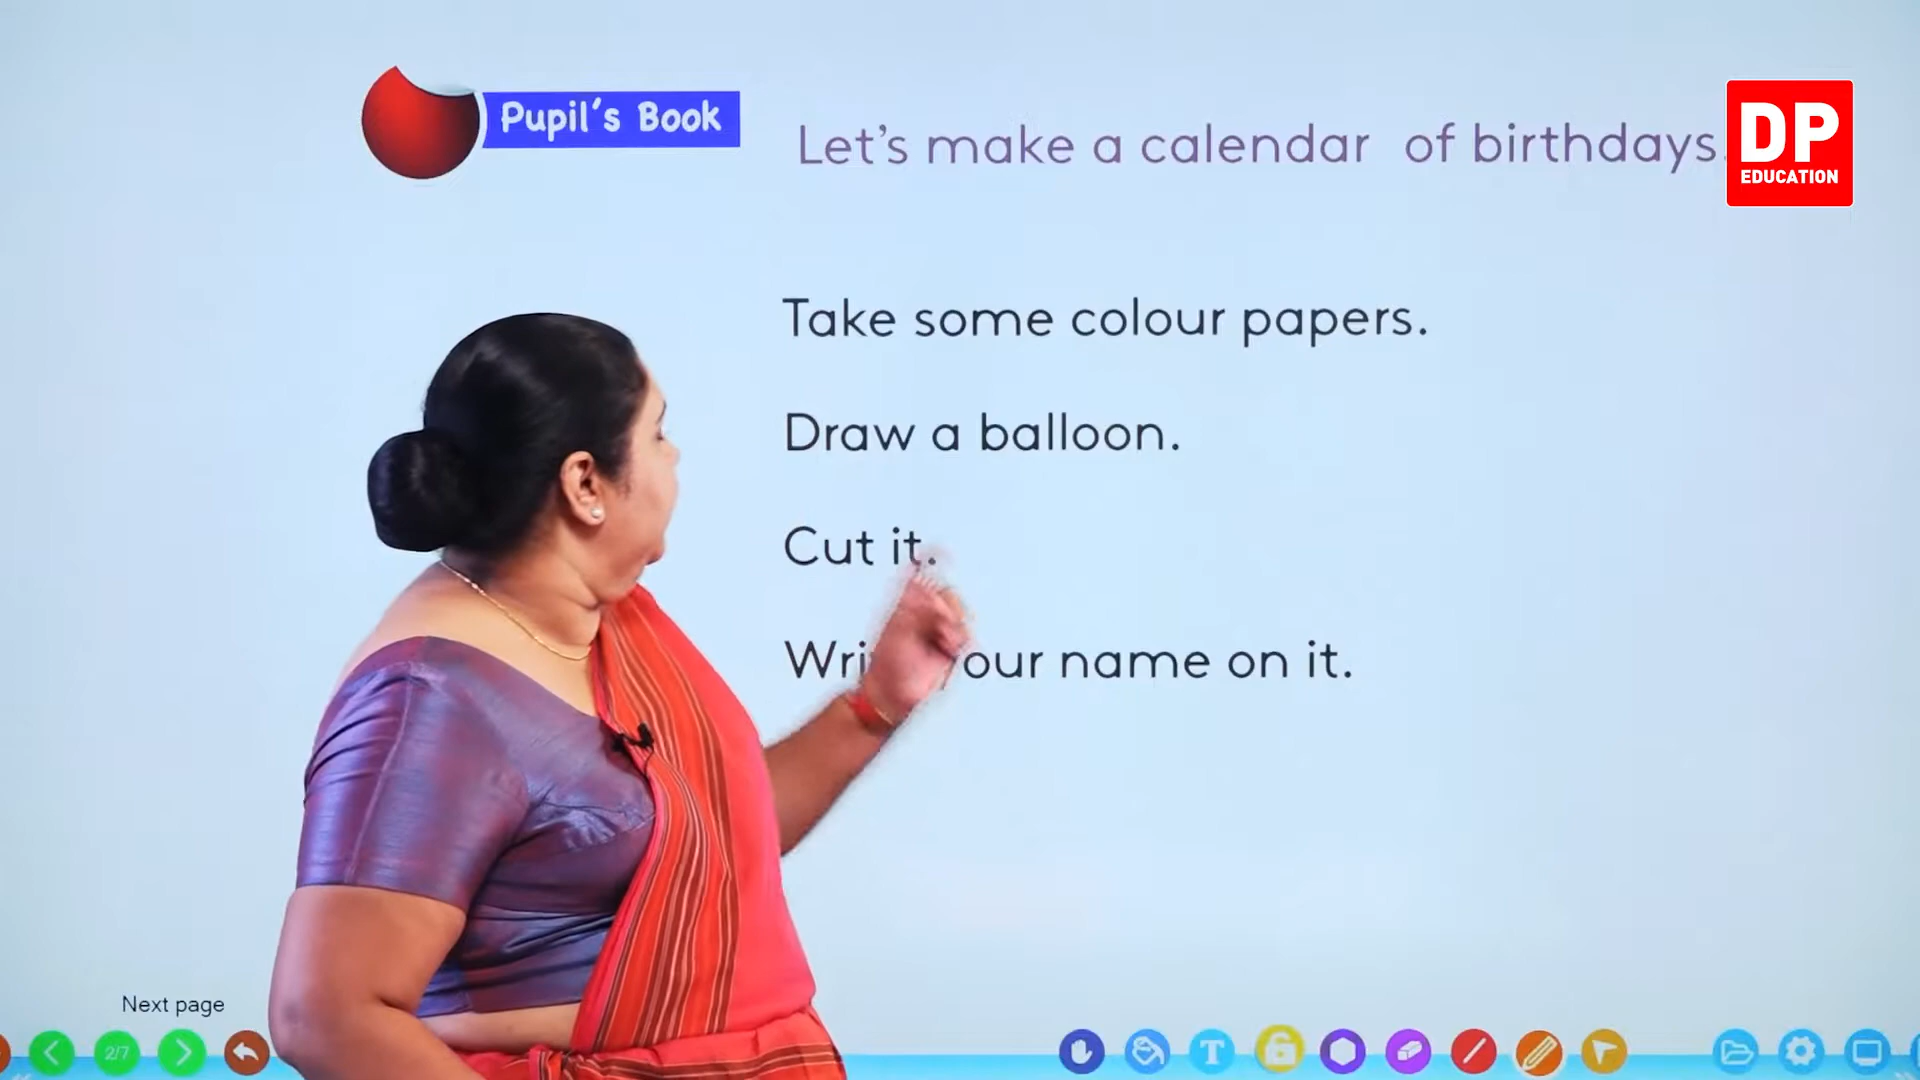 Pupil's Book
Let's make a calendar of birthdays.
DP
EDUCATION
Take some colour papers.
Draw a balloon.
Cut it.
name on it.
Next page
2/7
T